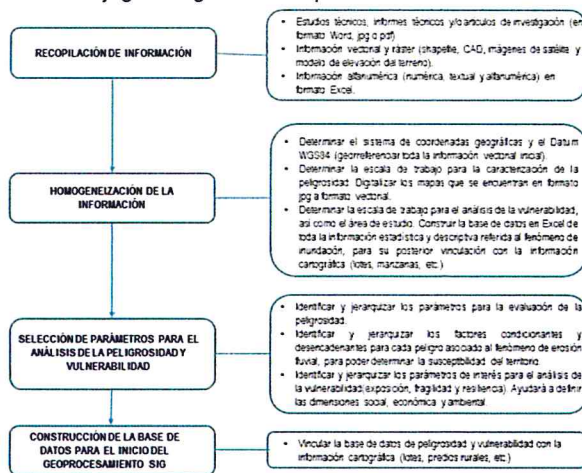 RECOPILACIÓN DE INFORMACIÓN
• Estudios técnicos, informes técnicos y/o artículos de investigación (en
formato Word, jpg o pdf)
• Información vectorial y ráster (shapefile, CAD, imágenes de satélite y
modelo de elevación del terreno).
• Información alfanumérica (numérica, textual y alfanumérica) en
formato Excel.
HOMOGENEIZACIÓN DE LA
INFORMACIÓN
• Determinar el sistema de coordenadas geográficas y el Datum
WGS84 (georreferenciar toda la información vectorial inicial).
• Determinar la escala de trabajo para la caracterización de la
peligrosidad. Digitalizar los mapas que se encuentran en formato
jpg a formato vectorial.
• Determinar la escala de trabajo para el análisis de la vulnerabilidad,
así como el área de estudio. Construir la base de datos en Excel de
toda la información estadística y descriptiva referida al fenómeno de
inundación, para su posterior vinculación con la información
cartográfica (lotes, manzanas, etc.)
SELECCIÓN DE PARÁMETROS PARA EL
ANÁLISIS DE LA PELIGROSIDAD Y
VULNERABILIDAD
• Identificar y jerarquizar los parámetros para la evaluación de la
peligrosidad.
• Identificar y jerarquizar los factores condicionantes y
desencadenantes para cada peligro asociado al fenómeno de erosión
fluvial, para poder determinar la susceptibilidad del territorio.
• Identificar y jerarquizar los parámetros de interés para el análisis de
la vulnerabilidad(exposición, fragilidad y resiliencia). Ayudará a definir
las dimensiones social, económica y ambiental.
CONSTRUCCIÓN DE LA BASE DE
DATOS PARA EL INICIO DEL
GEOPROCESAMIENTO SIG
• Vincular la base de datos de peligrosidad y vulnerabilidad con la
información cartográfica (lotes, predios rurales, etc.)